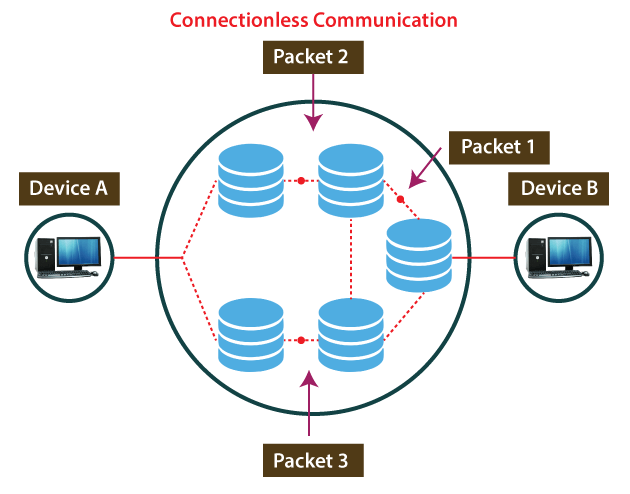 Connectionless Communication
Packet 2
Packet 1
Device A
Device B
Packet 3